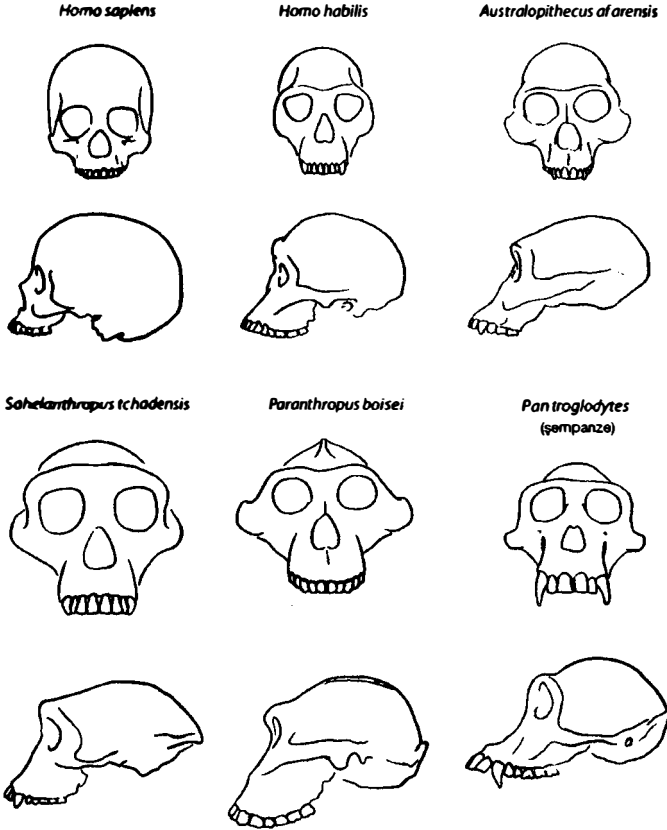 Homo sapiens
Homo habilis
Australopithecus afarensis
Sahelanthropus tchadensis
Paranthropus boisei
Pan troglodytes
(şempanze)